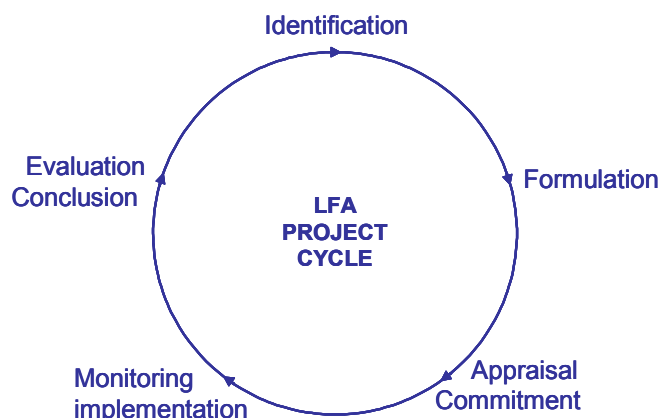 Identification
Formulation
Appraisal
Commitment
Monitoring
implementation
Evaluation
Conclusion
LFA
PROJECT
CYCLE